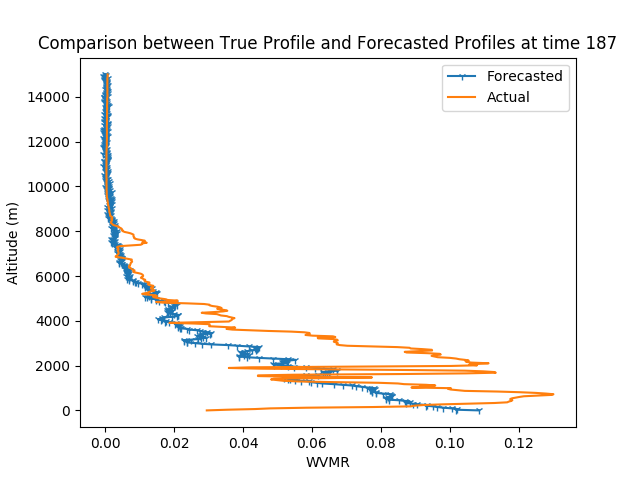 Comparison between True Profile and Forecasted Profiles at time 187
Forecasted
Actual
14000
12000
10000
8000
6000
4000
2000
0
Altitude (m)
0.00 0.02 0.04 0.06 0.08 0.10 0.12
WVMR